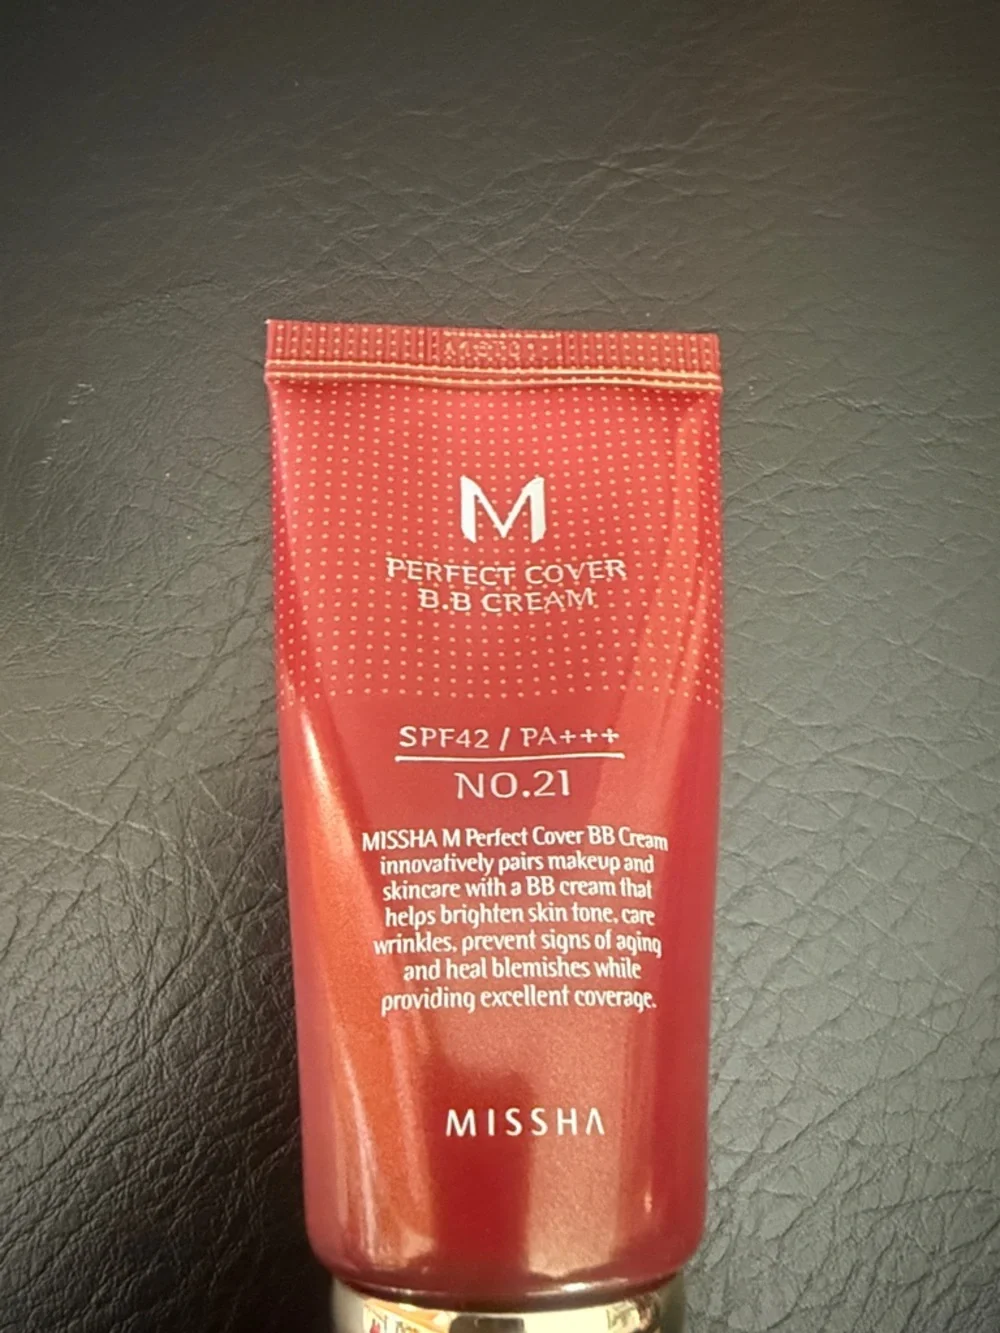 M
PERFECT COVER
B.B CREAM
SPF42 / PA+++
NO.21
MISSHA M Perfect Cover BB Cream
innovatively pairs makeup and
skincare with a BB cream that
helps brighten skin tone, care
wrinkles, prevent signs of aging
and heal blemishes while
providing excellent coverage.
MISSHA